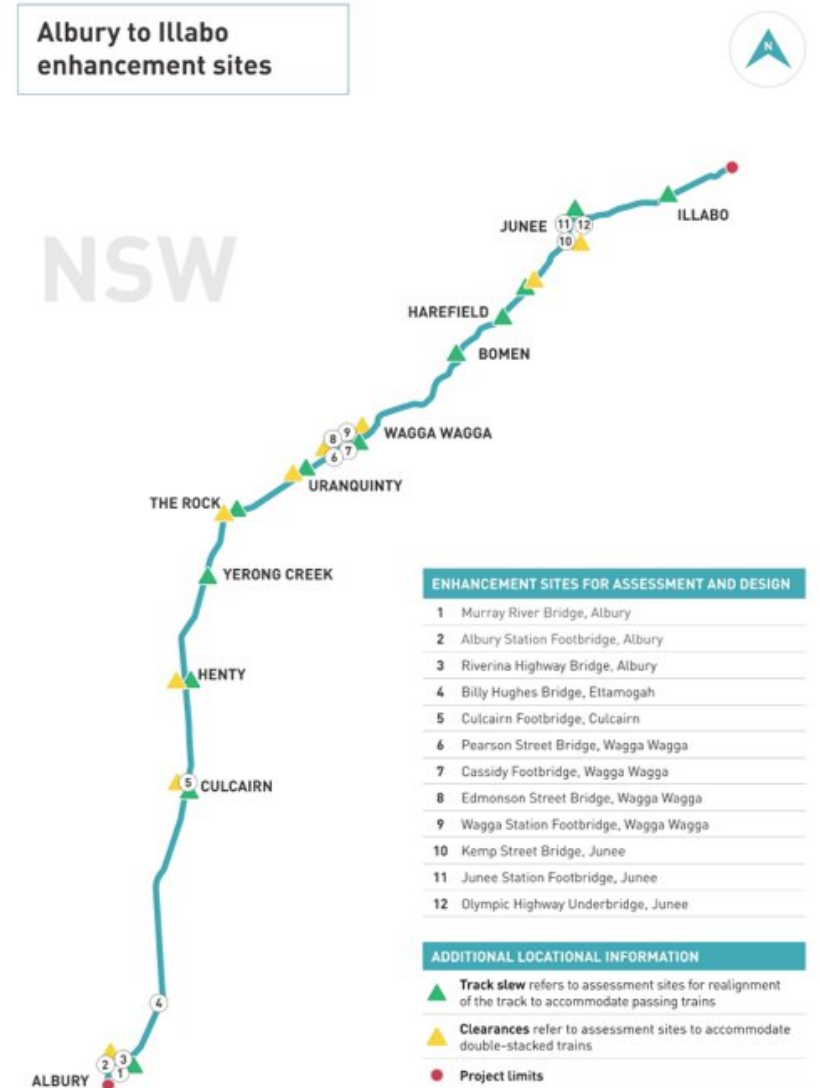 Albury to Illabo
enhancement sites
N
NSW
ILLABO
JUNEE
11
12
10
HAREFIELD
BOMEN
WAGGA WAGGA
9
8
7
6
URANQUINTY
THE ROCK
YERONG CREEK
HENTY
5
CULCAIRN
4
3
2
1
ALBURY
ENHANCEMENT SITES FOR ASSESSMENT AND DESIGN
1 Murray River Bridge, Albury
2 Albury Station Footbridge, Albury
3 Riverina Highway Bridge, Albury
4 Billy Hughes Bridge, Ettamogah
5 Culcairn Footbridge, Culcairn
6 Pearson Street Bridge, Wagga Wagga
7 Cassidy Footbridge, Wagga Wagga
8 Edmonson Street Bridge, Wagga Wagga
9 Wagga Station Footbridge, Wagga Wagga
10 Kemp Street Bridge, Junee
11 Junee Station Footbridge, Junee
12 Olympic Highway Underbridge, Junee
ADDITIONAL LOCATIONAL INFORMATION
Track slew refers to assessment sites for realignment
of the track to accommodate passing trains
Clearances refer to assessment sites to accommodate
double-stacked trains
Project limits